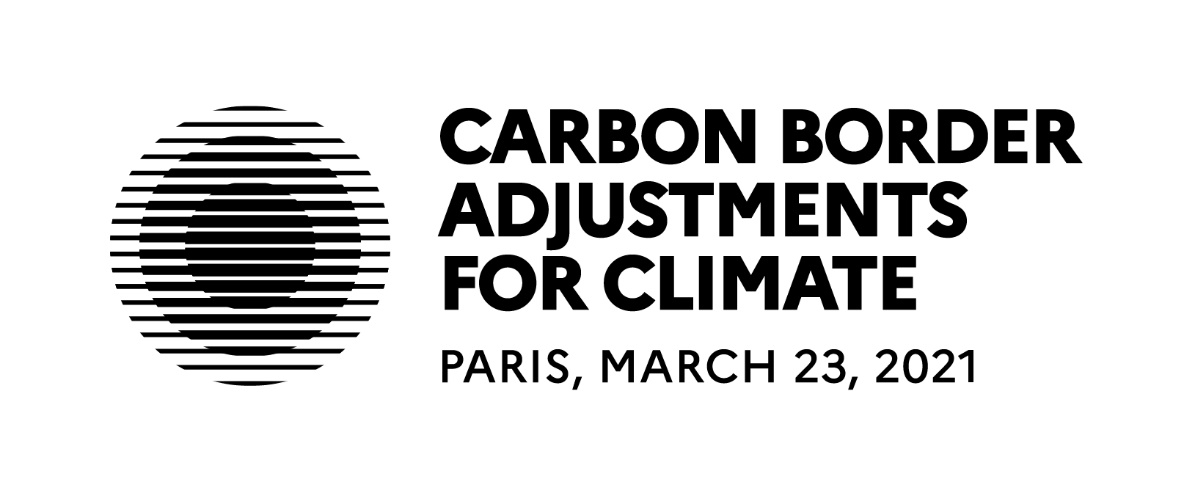 CARBON BORDER
ADJUSTMENTS
FOR CLIMATE
PARIS, MARCH 23, 2021